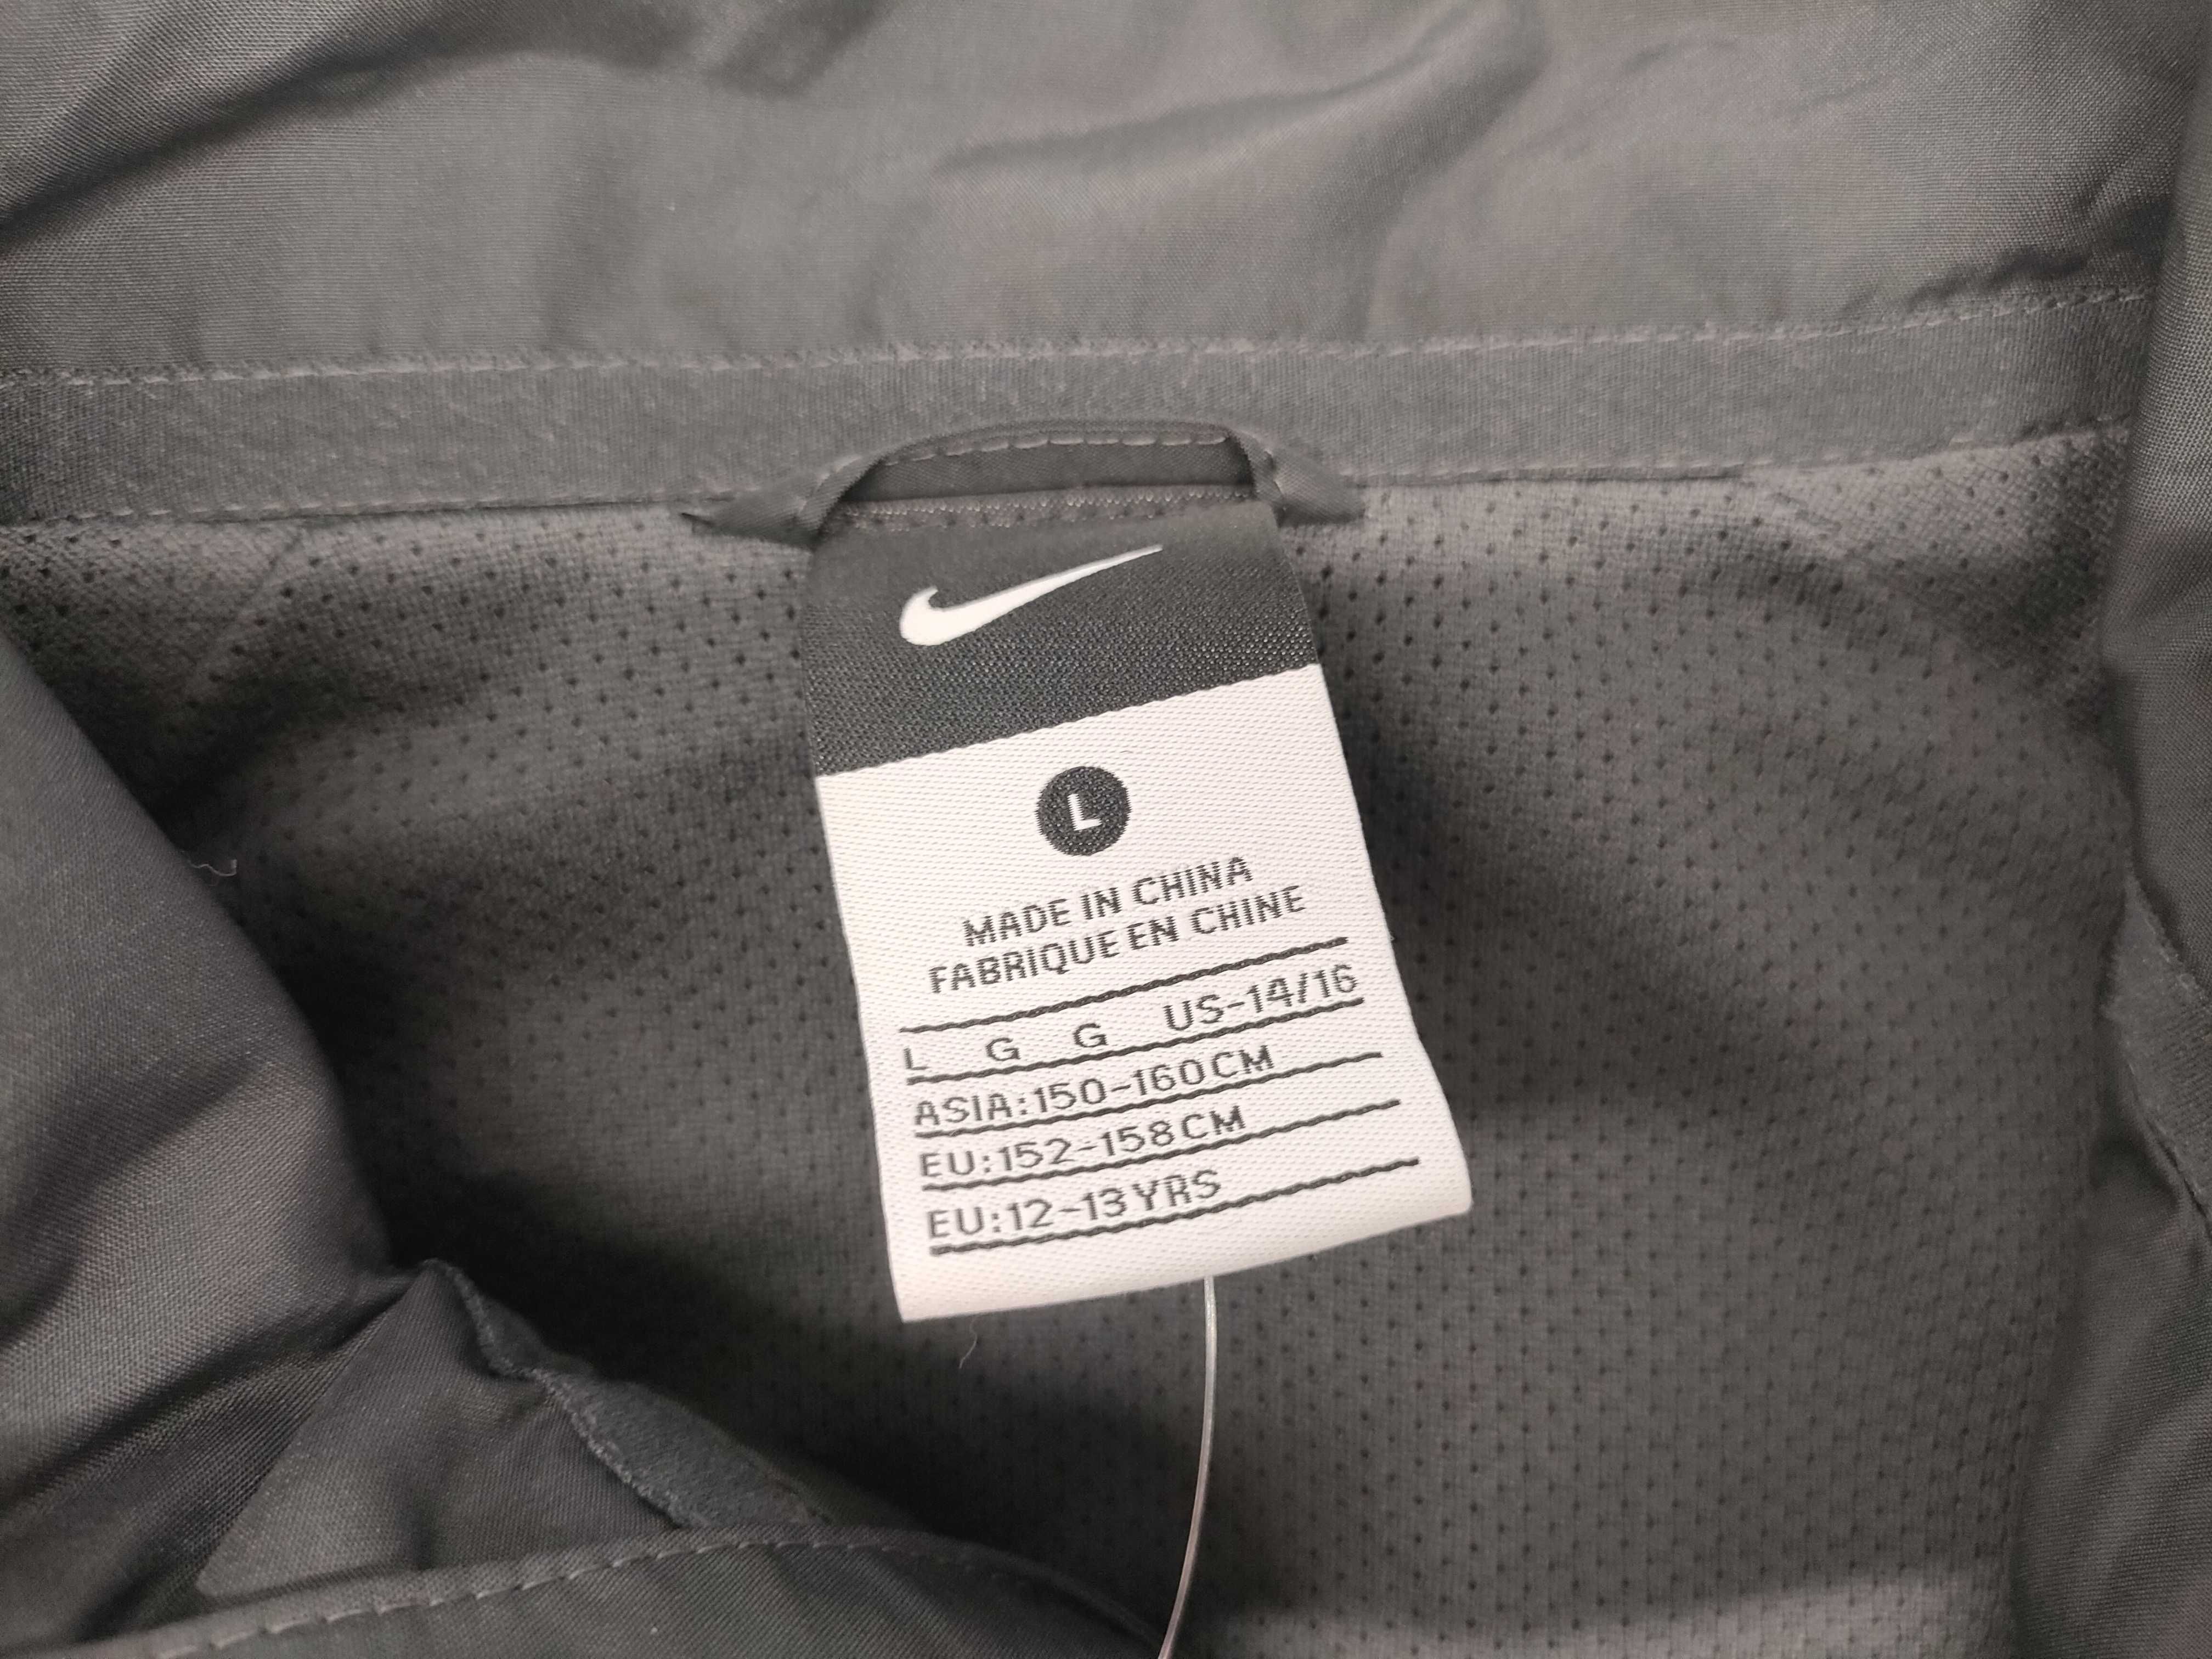 L
MADE IN CHINA
FABRIQUE EN CHINE
L G G US-14/16
ASIA:150-160CM
EU:152-158CM
EU:12-13YRS